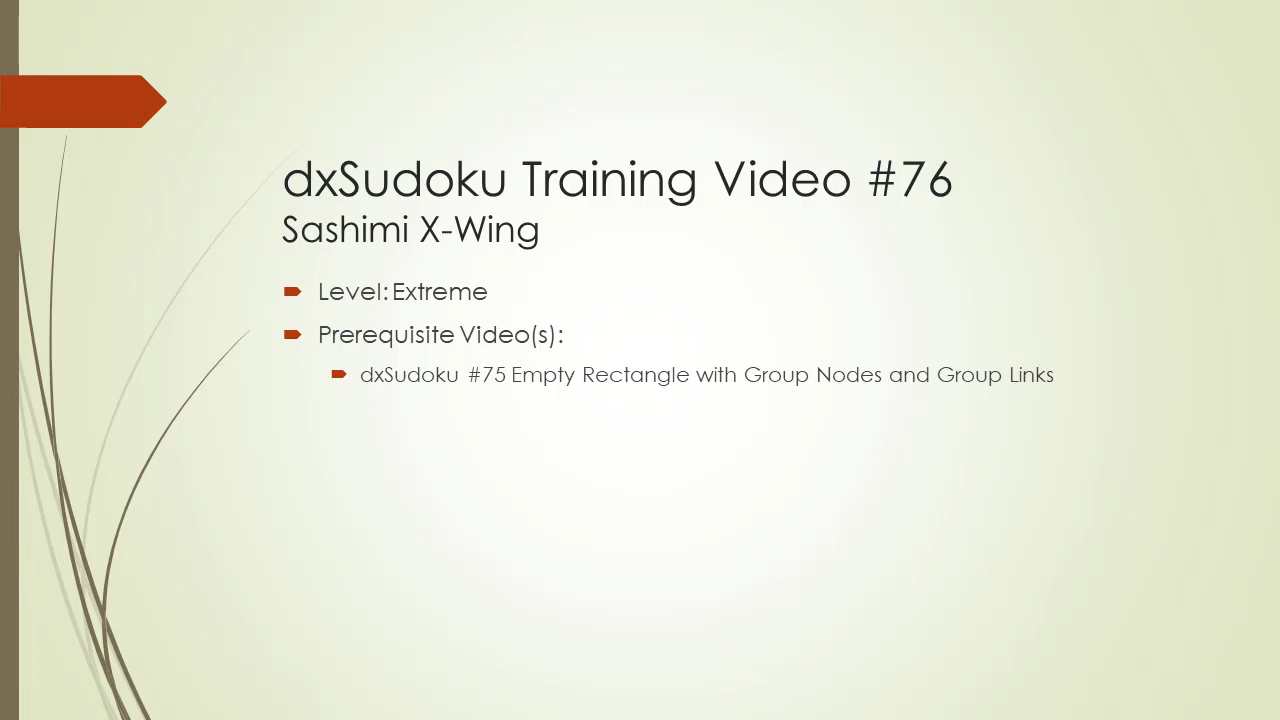 dxSudoku Training Video #76
Sashimi X-Wing
Level: Extreme
Prerequisite Video(s):
dxSudoku #75 Empty Rectangle with Group Nodes and Group Links